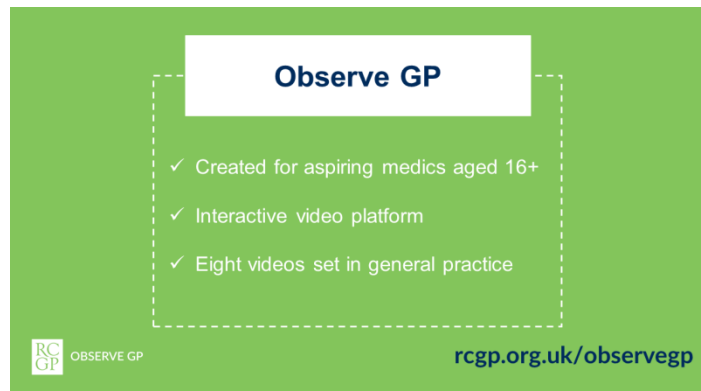 Observe GP
✓ Created for aspiring medics aged 16+
✓ Interactive video platform
✓ Eight videos set in general practice
RC
GP
OBSERVE GP
rcgp.org.uk/observegp